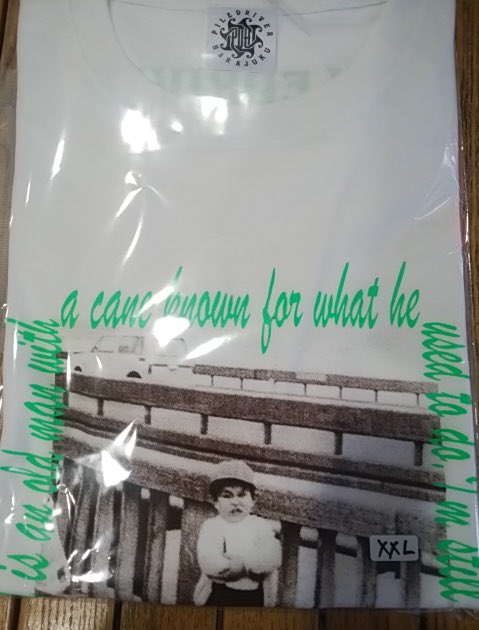 PILEDRIVER
HARAJUKU
is an old man with
a cane known for what he
used to do, I'm still
XXL